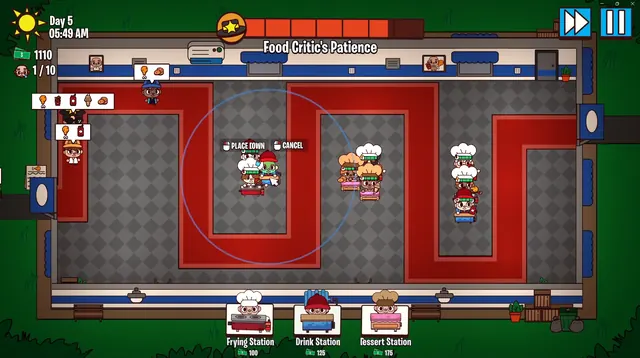 Day 5
05:49 AM
1110
1 / 10
Food Critic's Patience
PLACE DOWN
CANCEL
Frying Station
100
Drink Station
125
Dessert Station
175